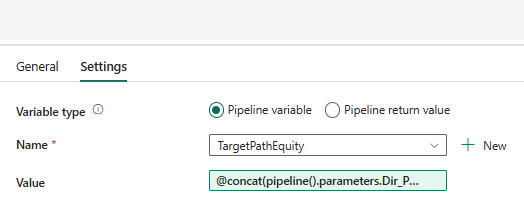 General Settings
Variable type Pipeline variable Pipeline return value
Name * TargetPathEquity + New
Value @concat(pipeline().parameters.Dir_P...